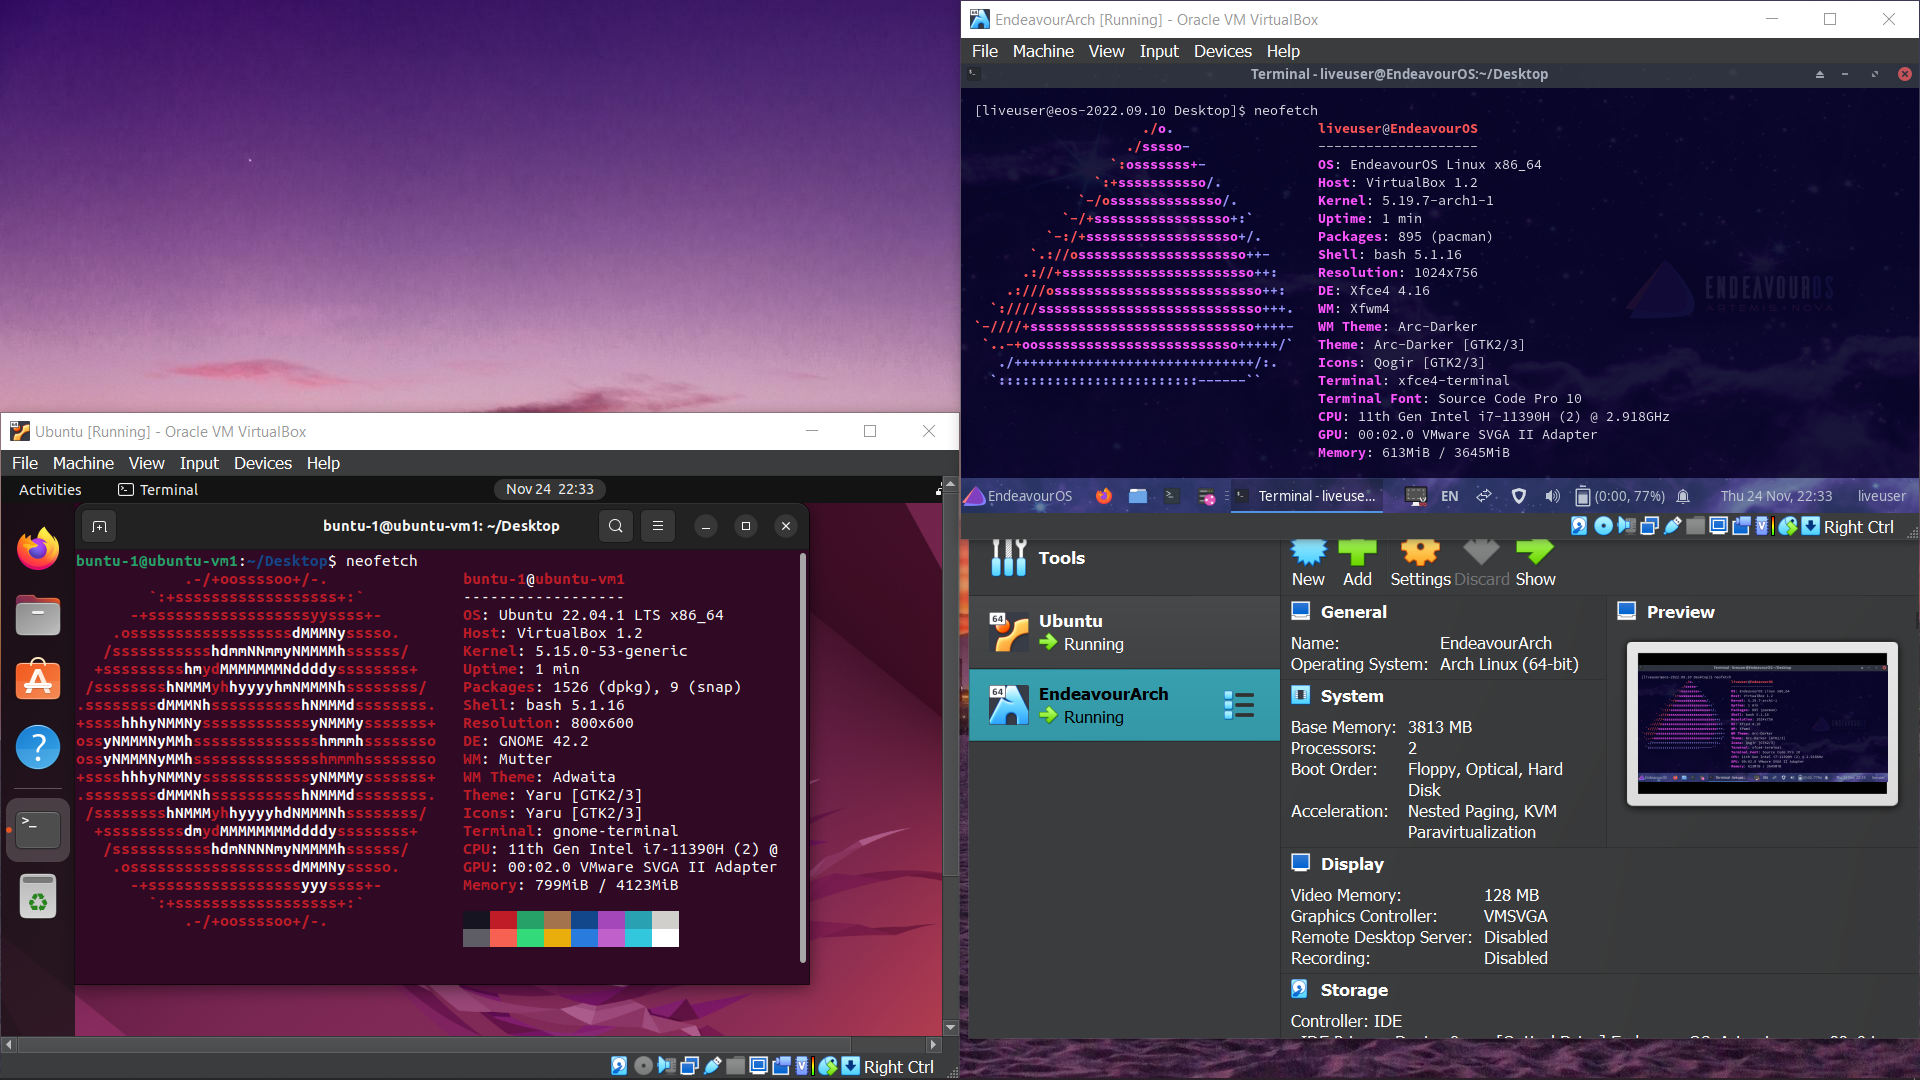 EndeavourArch [Running] - Oracle VM VirtualBox
File Machine View Input Devices Help
Terminal - liveuser@EndeavourOS:~/Desktop
[liveuser@eos-2022.09.10 Desktop]$ neofetch
liveuser@EndeavourOS
--------------------
OS: EndeavourOS Linux x86_64
Host: VirtualBox 1.2
Kernel: 5.19.7-arch1-1
Uptime: 1 min
Packages: 895 (pacman)
Shell: bash 5.1.16
Resolution: 1024x756
DE: Xfce4 4.16
WM: Xfwm4
WM Theme: Arc-Darker
Theme: Arc-Darker [GTK2/3]
Icons: Qogir [GTK2/3]
Terminal: xfce4-terminal
Terminal Font: Source Code Pro 10
CPU: 11th Gen Intel i7-11390H (2) @ 2.918GHz
GPU: 00:02.0 VMware SVGA II Adapter
Memory: 613MiB / 3645MiB
ENDEAVOUROS
ARTEMIS NOVA
EndeavourOS Terminal - liveuse... EN (0:00, 77%) Thu 24 Nov, 22:33 liveuser
Right Ctrl
Ubuntu [Running] - Oracle VM VirtualBox
File Machine View Input Devices Help
Activities Terminal Nov 24 22:33
buntu-1@ubuntu-vm1: ~/Desktop
buntu-1@ubuntu-vm1:~/Desktop$ neofetch
buntu-1@ubuntu-vm1
------------------
OS: Ubuntu 22.04.1 LTS x86_64
Host: VirtualBox 1.2
Kernel: 5.15.0-53-generic
Uptime: 1 min
Packages: 1526 (dpkg), 9 (snap)
Shell: bash 5.1.16
Resolution: 800x600
DE: GNOME 42.2
WM: Mutter
WM Theme: Adwaita
Theme: Yaru [GTK2/3]
Icons: Yaru [GTK2/3]
Terminal: gnome-terminal
CPU: 11th Gen Intel i7-11390H (2) @
GPU: 00:02.0 VMware SVGA II Adapter
Memory: 799MiB / 4123MiB
Right Ctrl
Tools
New Add Settings Discard Show
64 Ubuntu
Running
64 EndeavourArch
Running
General
Name: EndeavourArch
Operating System: Arch Linux (64-bit)
System
Base Memory: 3813 MB
Processors: 2
Boot Order: Floppy, Optical, Hard
Disk
Acceleration: Nested Paging, KVM
Paravirtualization
Display
Video Memory: 128 MB
Graphics Controller: VMSVGA
Remote Desktop Server: Disabled
Recording: Disabled
Storage
Controller: IDE
Preview